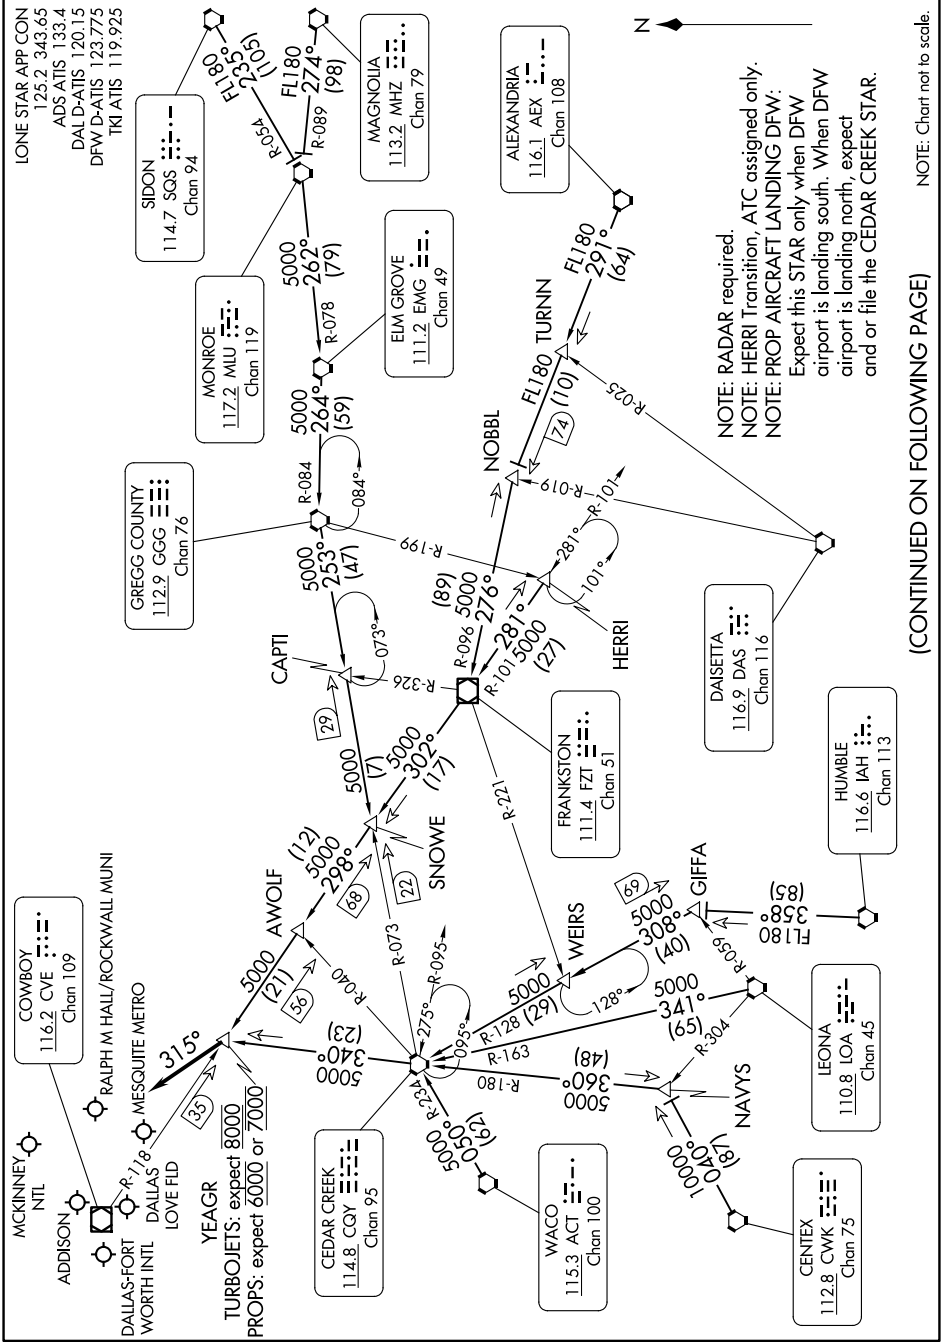 LONE STAR APP CON
125.2 343.65
ADS ATIS 133.4
DAL D-ATIS 120.15
DFW D-ATIS 123.775
TKI ATIS 119.925
SIDON
114.7 SQS
Chan 94
FL180
235°
(105)
R-054
FL180
274°
(98)
R-089
MAGNOLIA
113.2 MHZ
Chan 79
MONROE
117.2 MLU
Chan 119
5000
262°
(79)
R-078
ELM GROVE
111.2 EMG
Chan 49
ALEXANDRIA
116.1 AEX
Chan 108
FL180
291°
(64)
TURNN
FL180
(10)
74
NOBBL
R-025
R-019
N
GREGG COUNTY
112.9 GGG
Chan 76
5000
264°
(59)
R-084
084°
5000
253°
(47)
R-199
CAPTI
073°
29
5000
(7)
R-326
(89)
5000
276°
R-096
R-101
281°
5000
(27)
281°
101°
R-101
HERRI
DAISETTA
116.9 DAS
Chan 116
FRANKSTON
111.4 FZT
Chan 51
R-221
5000
302°
(17)
SNOWE
22
68
(12)
5000
298°
AWOLF
5000
(21)
56
R-040
R-073
R-095
275°
095°
COWBOY
116.2 CVE
Chan 109
RALPH M HALL/ROCKWALL MUNI
MESQUITE METRO
MCKINNEY
NTL
ADDISON
DALLAS-FORT
WORTH INTL
DALLAS
LOVE FLD
R-118
35
315°
YEAGR
TURBOJETS: expect 8000
PROPS: expect 6000 or 7000
5000
340°
(23)
CEDAR CREEK
114.8 CQY
Chan 95
5000
050°
(62)
R-234
WACO
115.3 ACT
Chan 100
R-128
5000
(29)
128°
WEIRS
5000
308°
(40)
69
GIFFA
FL180
358°
(85)
HUMBLE
116.6 IAH
Chan 113
R-163
5000
341°
(65)
R-059
R-304
LEONA
110.8 LOA
Chan 45
R-180
5000
360°
(48)
NAVYS
10000
040°
(87)
CENTEX
112.8 CWK
Chan 75
NOTE: RADAR required.
NOTE: HERRI Transition, ATC assigned only.
NOTE: PROP AIRCRAFT LANDING DFW:
Expect this STAR only when DFW
airport is landing south. When DFW
airport is landing north, expect
and or file the CEDAR CREEK STAR.
NOTE: Chart not to scale.
(CONTINUED ON FOLLOWING PAGE)